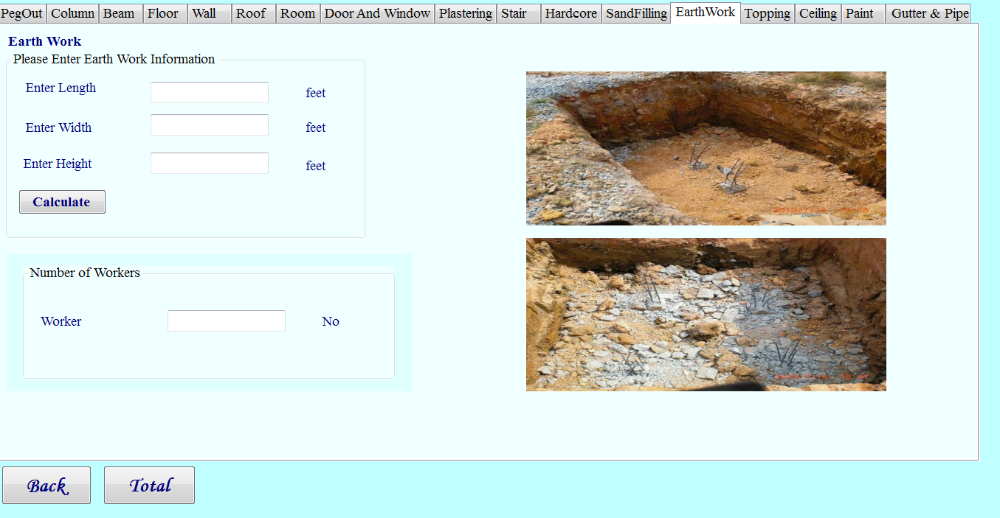 PegOut Column Beam Floor Wall Roof Room Door And Window Plastering Stair Hardcore SandFilling EarthWork Topping Ceiling Paint Gutter & Pipe
Earth Work
Please Enter Earth Work Information
Enter Length feet
Enter Width feet
Enter Height feet
Calculate
Number of Workers
Worker No
Back Total